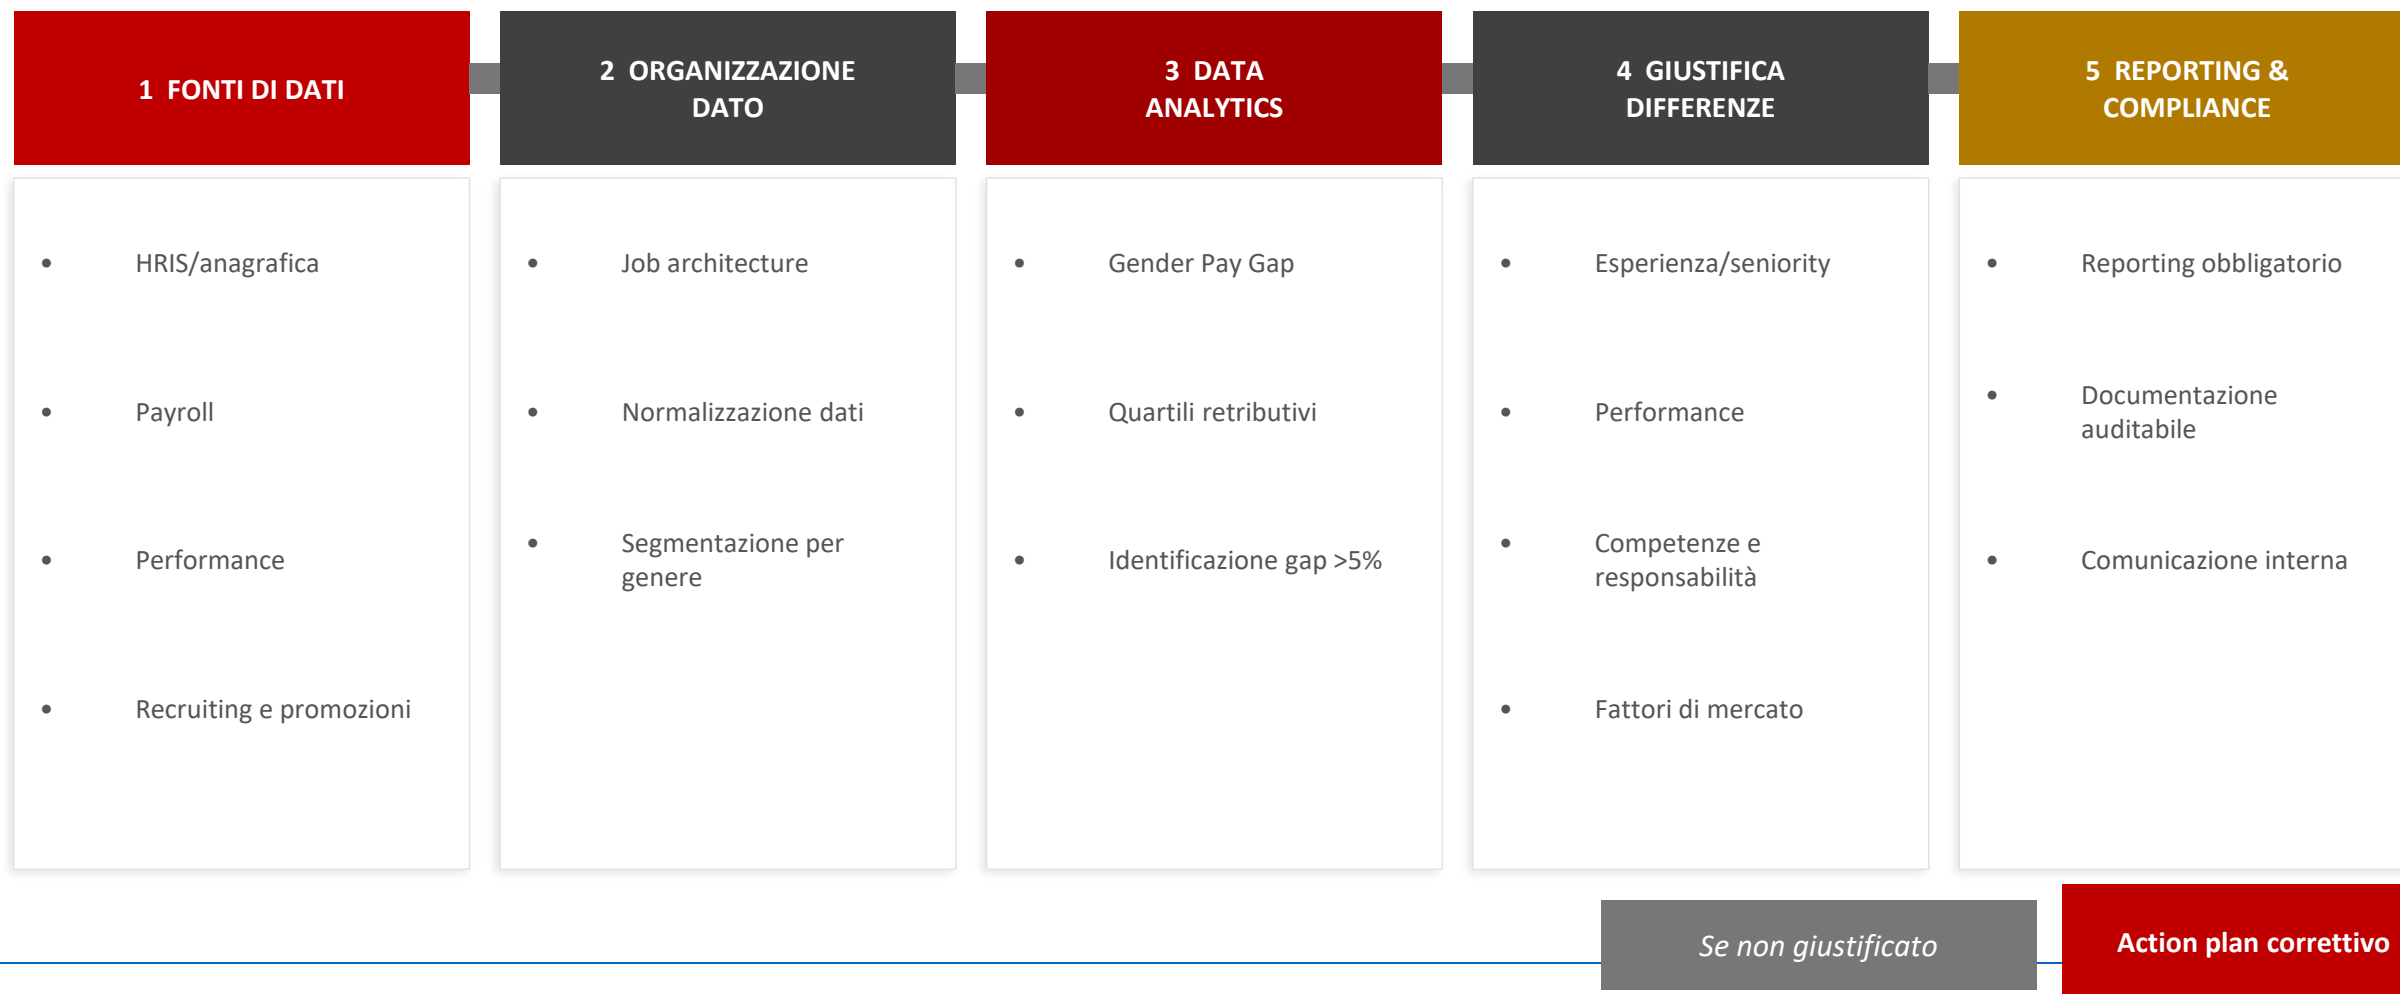 1 FONTI DI DATI
2 ORGANIZZAZIONE
DATO
3 DATA
ANALYTICS
4 GIUSTIFICA
DIFFERENZE
5 REPORTING &
COMPLIANCE
• HRIS/anagrafica
• Payroll
• Performance
• Recruiting e promozioni
• Job architecture
• Normalizzazione dati
• Segmentazione per
genere
• Gender Pay Gap
• Quartili retributivi
• Identificazione gap >5%
• Esperienza/seniority
• Performance
• Competenze e
responsabilità
• Fattori di mercato
• Reporting obbligatorio
• Documentazione
auditabile
• Comunicazione interna
Se non giustificato
Action plan correttivo